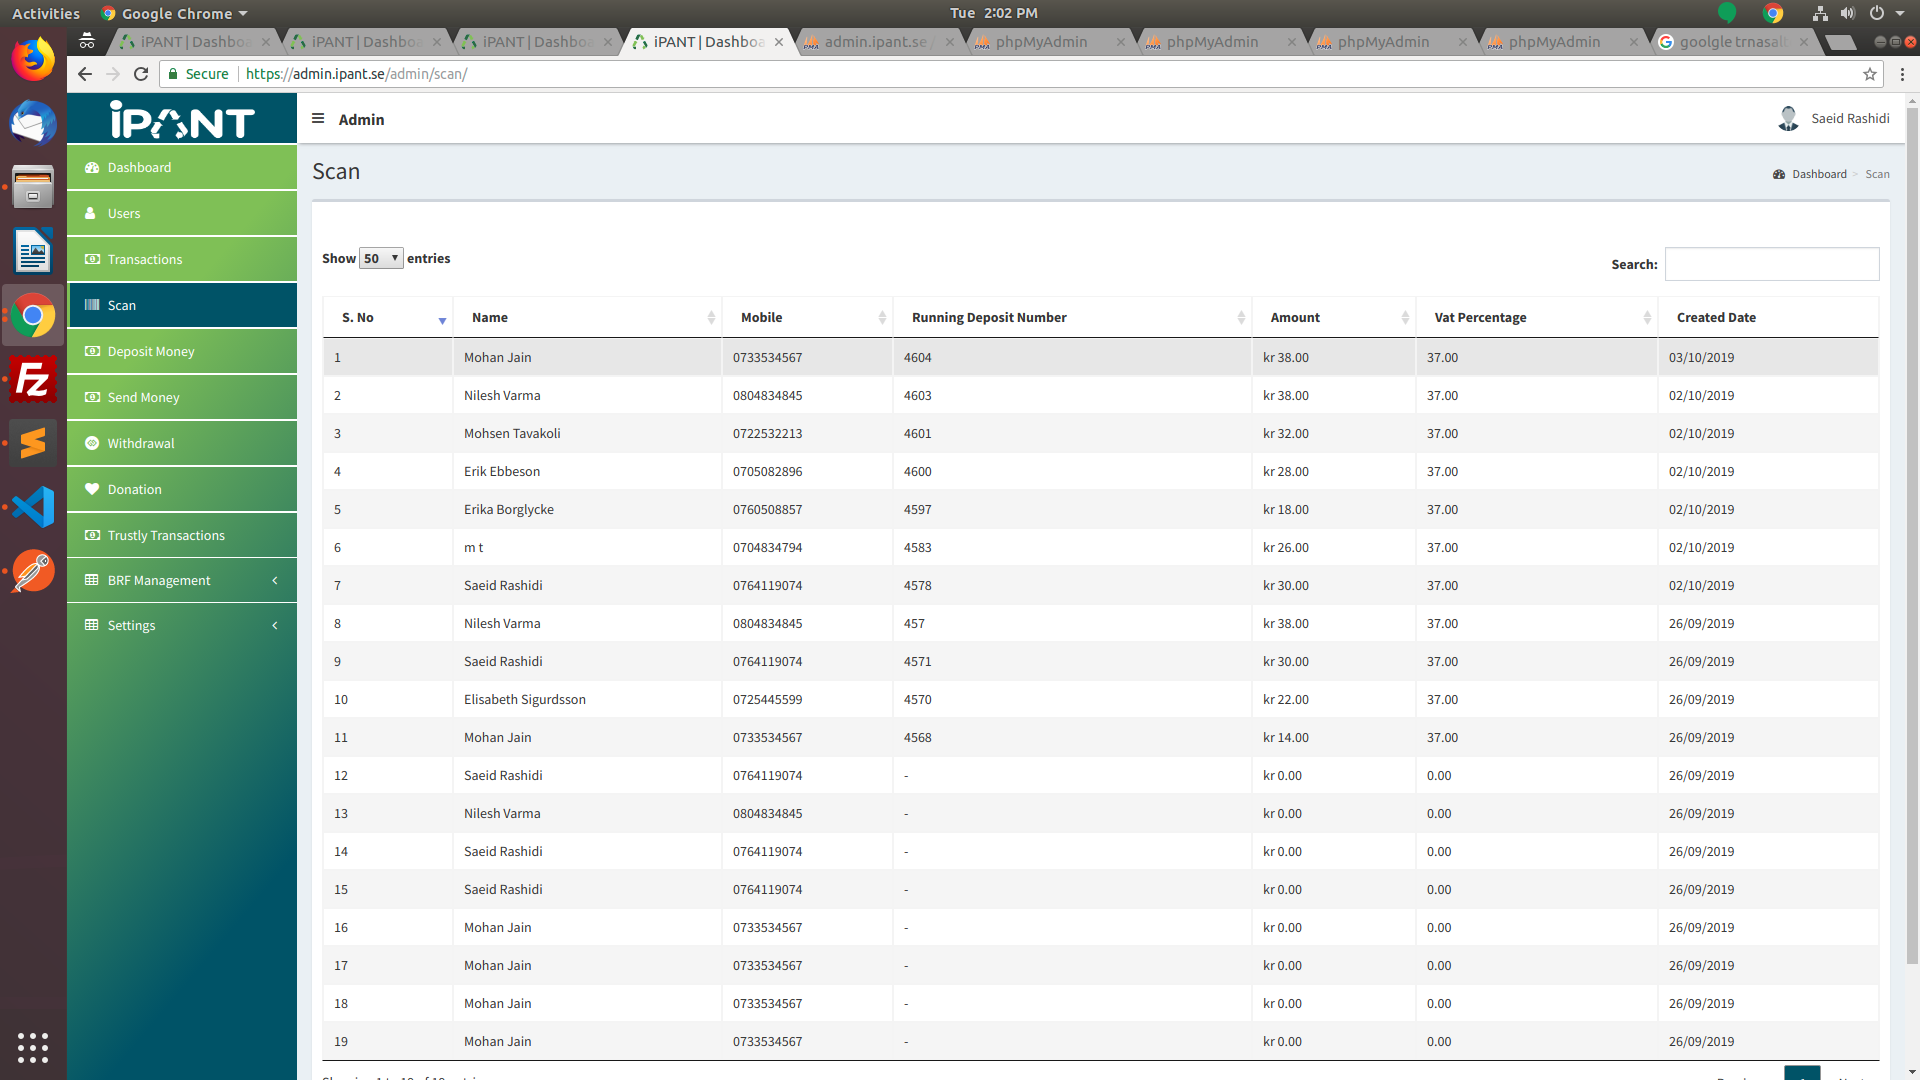 Activities Google Chrome Tue 2:02 PM
iPANT | Dashboa iPANT | Dashboa iPANT | Dashboa iPANT | Dashboa admin.ipant.se / phpMyAdmin phpMyAdmin phpMyAdmin phpMyAdmin goolgle trnasalt
Secure https://admin.ipant.se/admin/scan/
iPANT Admin Saeid Rashidi
Dashboard
Users
Transactions
Scan
Deposit Money
Send Money
Withdrawal
Donation
Trustly Transactions
BRF Management
Settings
Scan Dashboard > Scan
Show 50 entries Search:
S. No Name Mobile Running Deposit Number Amount Vat Percentage Created Date
1 Mohan Jain 0733534567 4604 kr 38.00 37.00 03/10/2019
2 Nilesh Varma 0804834845 4603 kr 38.00 37.00 02/10/2019
3 Mohsen Tavakoli 0722532213 4601 kr 32.00 37.00 02/10/2019
4 Erik Ebbeson 0705082896 4600 kr 28.00 37.00 02/10/2019
5 Erika Borglycke 0760508857 4597 kr 18.00 37.00 02/10/2019
6 m t 0704834794 4583 kr 26.00 37.00 02/10/2019
7 Saeid Rashidi 0764119074 4578 kr 30.00 37.00 02/10/2019
8 Nilesh Varma 0804834845 457 kr 38.00 37.00 26/09/2019
9 Saeid Rashidi 0764119074 4571 kr 30.00 37.00 26/09/2019
10 Elisabeth Sigurdsson 0725445599 4570 kr 22.00 37.00 26/09/2019
11 Mohan Jain 0733534567 4568 kr 14.00 37.00 26/09/2019
12 Saeid Rashidi 0764119074 - kr 0.00 0.00 26/09/2019
13 Nilesh Varma 0804834845 - kr 0.00 0.00 26/09/2019
14 Saeid Rashidi 0764119074 - kr 0.00 0.00 26/09/2019
15 Saeid Rashidi 0764119074 - kr 0.00 0.00 26/09/2019
16 Mohan Jain 0733534567 - kr 0.00 0.00 26/09/2019
17 Mohan Jain 0733534567 - kr 0.00 0.00 26/09/2019
18 Mohan Jain 0733534567 - kr 0.00 0.00 26/09/2019
19 Mohan Jain 0733534567 - kr 0.00 0.00 26/09/2019